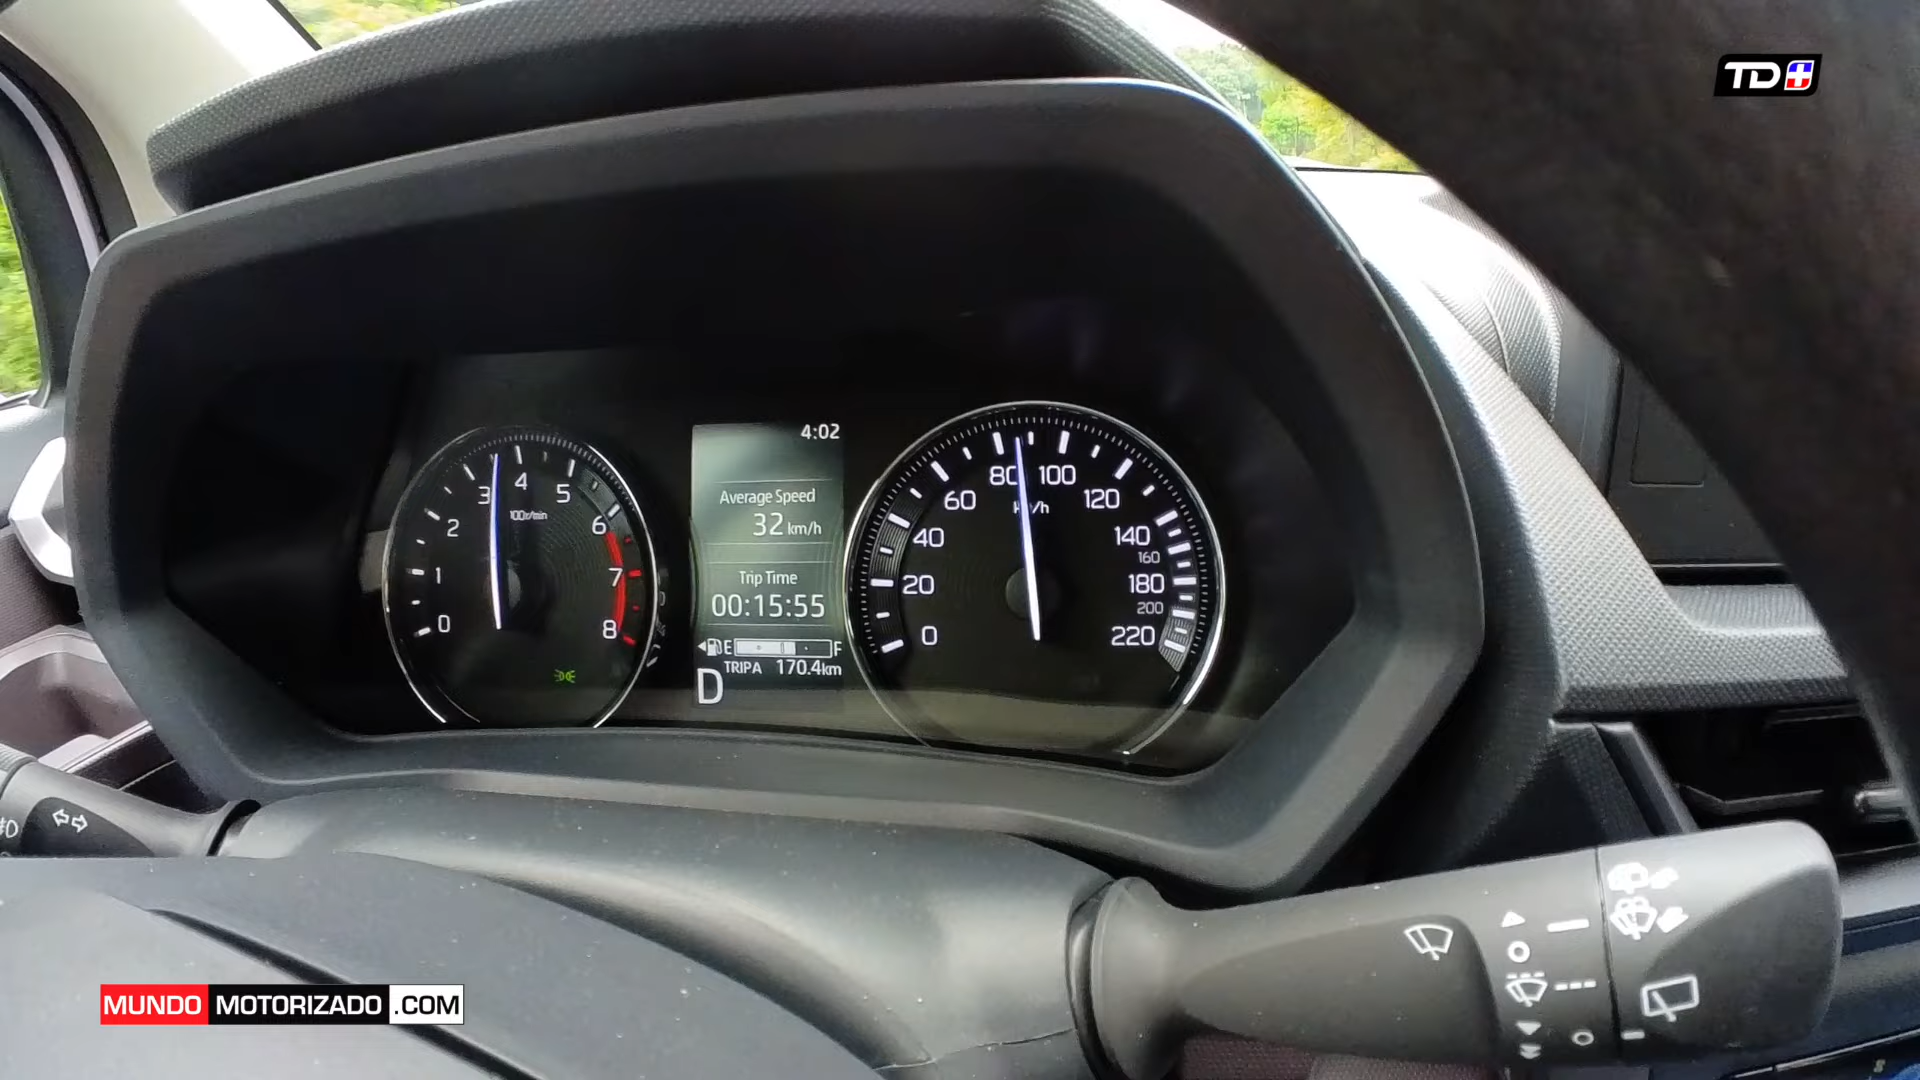 TD
4:02
Average Speed
32 km/h
Trip Time
00:15:55
E F
TRIP A 170.4km
D
0 1 2 3 4 5 6 7 8
100r/min
0 20 40 60 80 100 120 140 160 180 200 220
km/h
MUNDO MOTORIZADO .COM